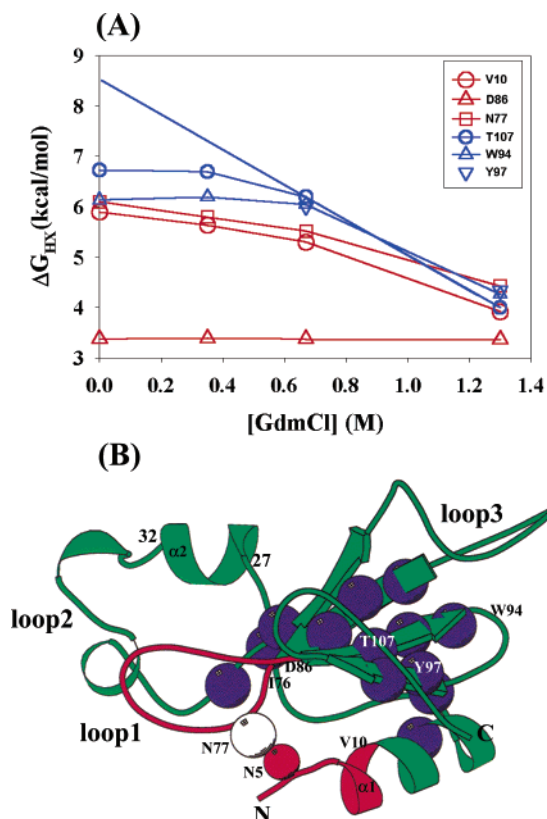 (A)
9
8
7
6
5
4
3
ΔG_HX (kcal/mol)
V10
D86
N77
T107
W94
Y97
0.0 0.2 0.4 0.6 0.8 1.0 1.2 1.4
[GdmCl] (M)
(B)
loop3
32
α2
27
W94
loop2
T107
D86
Y97
I76
loop1
C
N77
V10
N5
α1
N